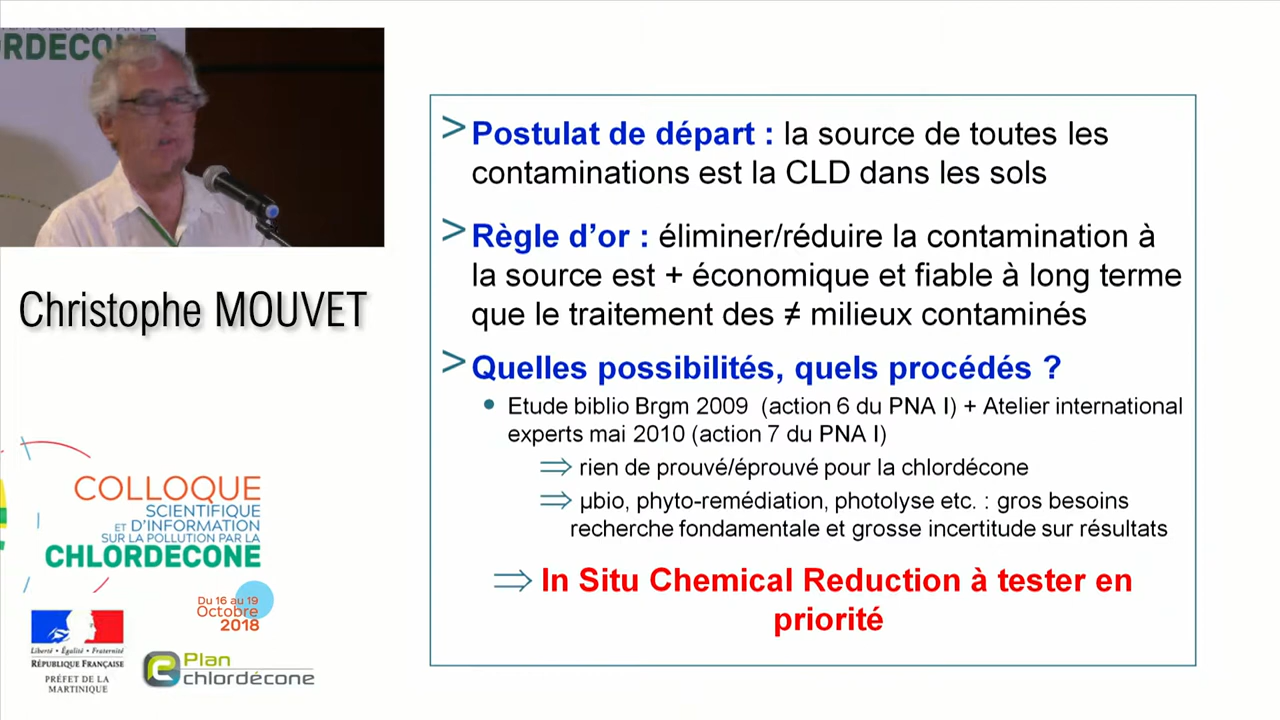 RDECONE
Christophe MOUVET
COLLOQUE
SCIENTIFIQUE
ET D'INFORMATION
SUR LA POLLUTION PAR LA
CHLORDECONE
Du 16 au 19
Octobre
2018
Liberté • Égalité • Fraternité
RÉPUBLIQUE FRANÇAISE
PRÉFET DE LA
MARTINIQUE
Plan
chlordécone
> Postulat de départ : la source de toutes les
contaminations est la CLD dans les sols
> Règle d'or : éliminer/réduire la contamination à
la source est + économique et fiable à long terme
que le traitement des ≠ milieux contaminés
> Quelles possibilités, quels procédés ?
• Etude biblio Brgm 2009 (action 6 du PNA I) + Atelier international
experts mai 2010 (action 7 du PNA I)
⇒ rien de prouvé/éprouvé pour la chlordécone
⇒ µbio, phyto-remédiation, photolyse etc. : gros besoins
recherche fondamentale et grosse incertitude sur résultats
⇒ In Situ Chemical Reduction à tester en
priorité